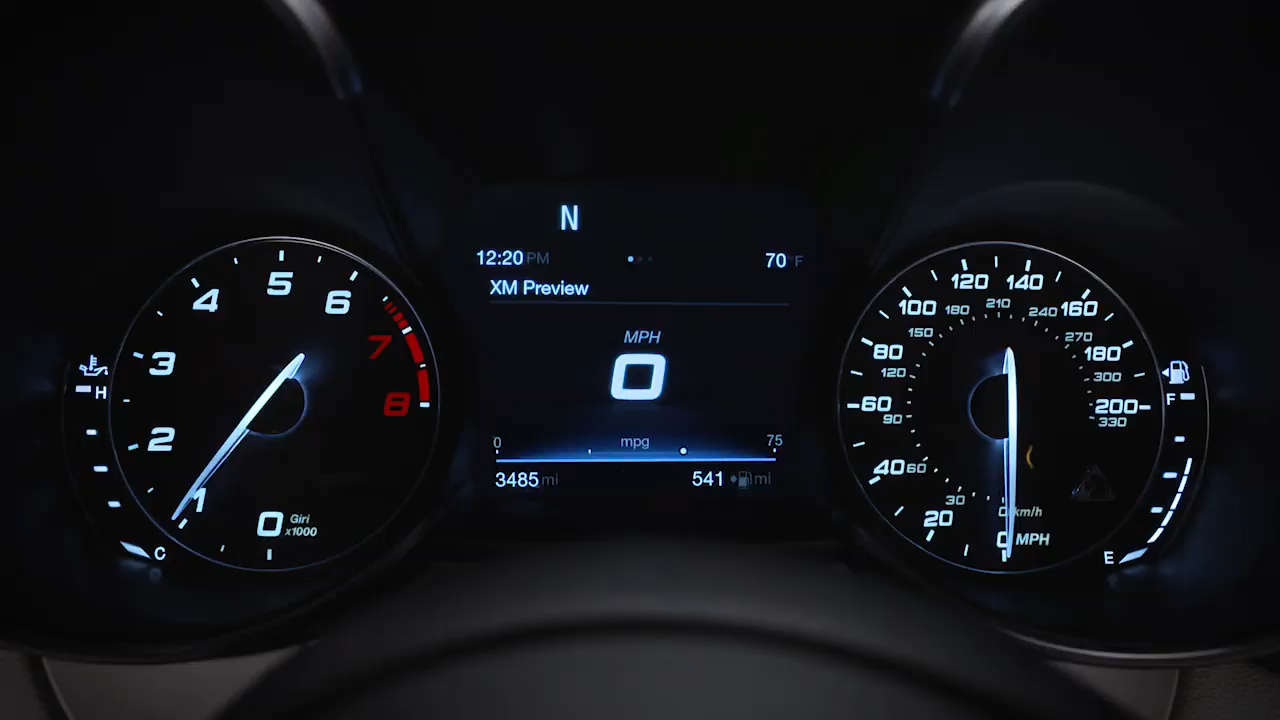 N
12:20 PM 70°F
XM Preview
MPH
0
0 mpg 75
3485 mi 541 mi
H
C
0 1 2 3 4 5 6 7 8
Giri
x1000
0 20 40 60 80 100 120 140 160 180 200
MPH
0 30 60 90 120 150 180 210 240 270 300 330
km/h
F
E